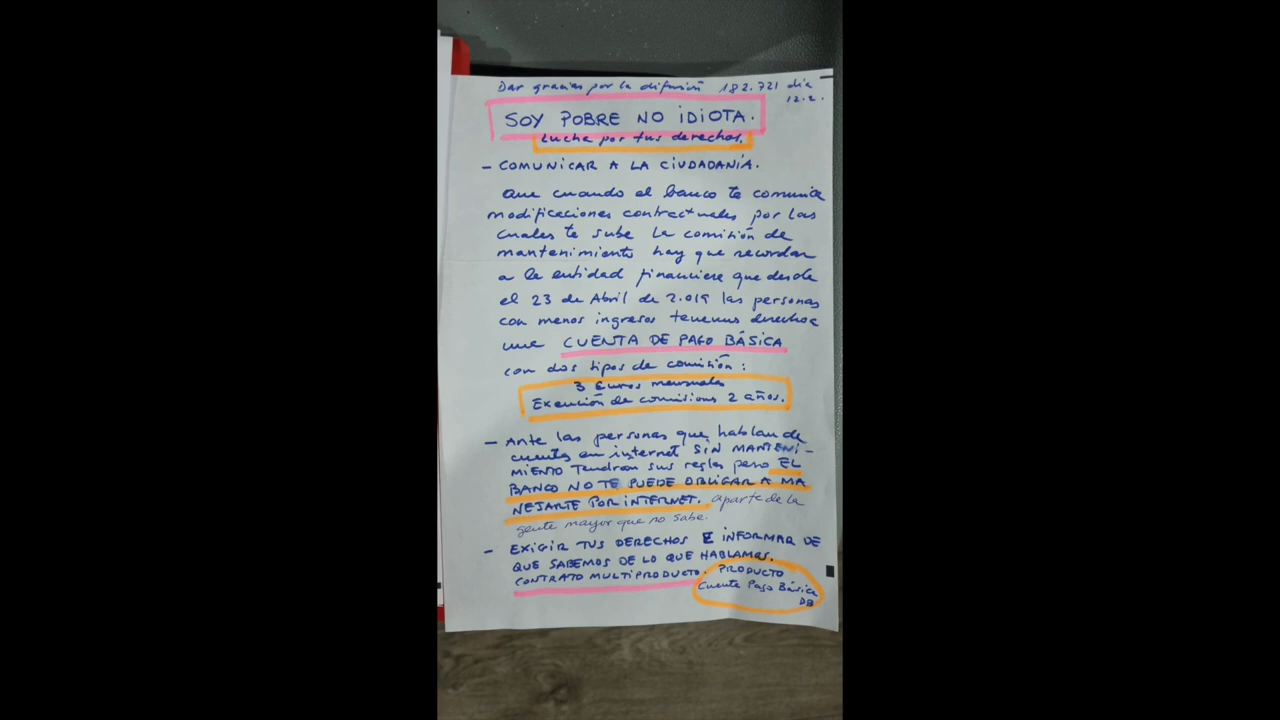 Dar gracias por la difusión 182.721 día
12.2.
SOY POBRE NO IDIOTA.
Lucha por tus derechos.
- COMUNICAR A LA CIUDADANÍA.
Que cuando el banco te comunica
modificaciones contractuales por las
cuales te sube la comisión de
mantenimiento hay que recordar
a la entidad financiera que desde
el 23 de Abril de 2.019 las personas
con menos ingresos tenemos derecho a
una CUENTA DE PAGO BÁSICA
con dos tipos de comisión:
3 Euros mensuales
Exención de comisiones 2 años.
- Ante las personas que hablan de
cuentas en internet SIN MANTENI-
MIENTO tendrán sus reglas pero EL
BANCO NO TE PUEDE OBLIGAR A MA
NEJARTE POR INTERNET. aparte de la
gente mayor que no sabe.
- EXIGIR TUS DERECHOS E INFORMAR DE
QUE SABEMOS DE LO QUE HABLAMOS.
CONTRATO MULTIPRODUCTO. PRODUCTO
Cuenta Pago Básica
DB